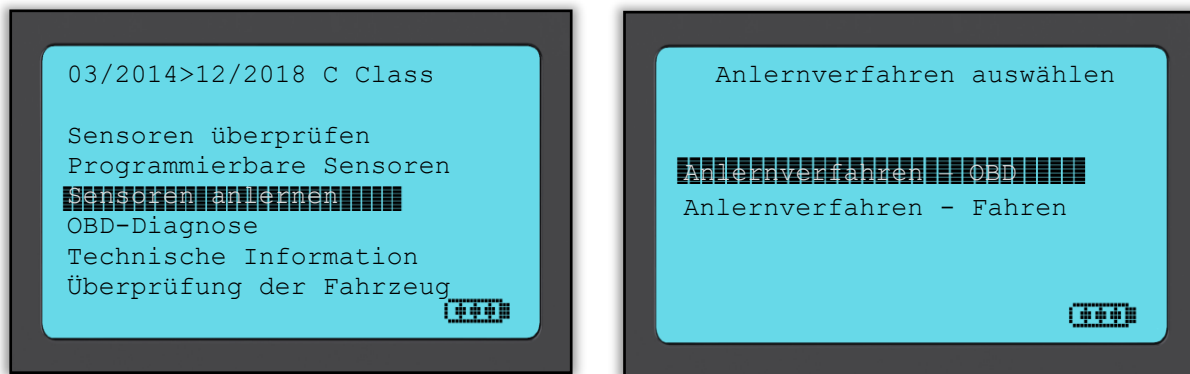 03/2014>12/2018 C Class
Sensoren überprüfen
Programmierbare Sensoren
Sensoren anlernen
OBD-Diagnose
Technische Information
Überprüfung der Fahrzeug
Anlernverfahren auswählen
Anlernverfahren - OBD
Anlernverfahren - Fahren